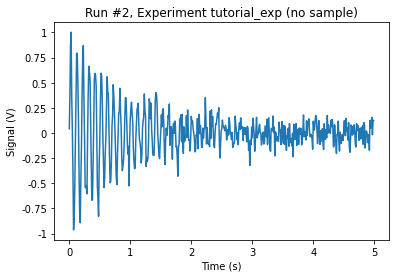 Run #2, Experiment tutorial_exp (no sample)
1
0.75
0.5
0.25
0
-0.25
-0.5
-0.75
-1
Signal (V)
0 1 2 3 4 5
Time (s)